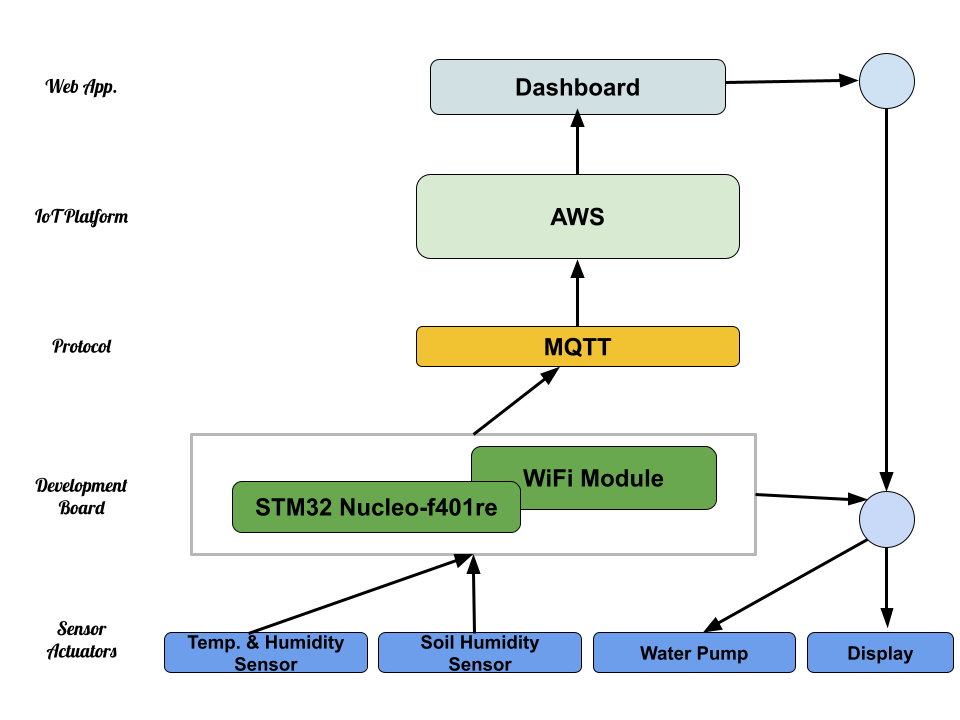 Web App.
Dashboard
IoT Platform
AWS
Protocol
MQTT
Development
Board
WiFi Module
STM32 Nucleo-f401re
Sensor
Actuators
Temp. & Humidity
Sensor
Soil Humidity
Sensor
Water Pump
Display